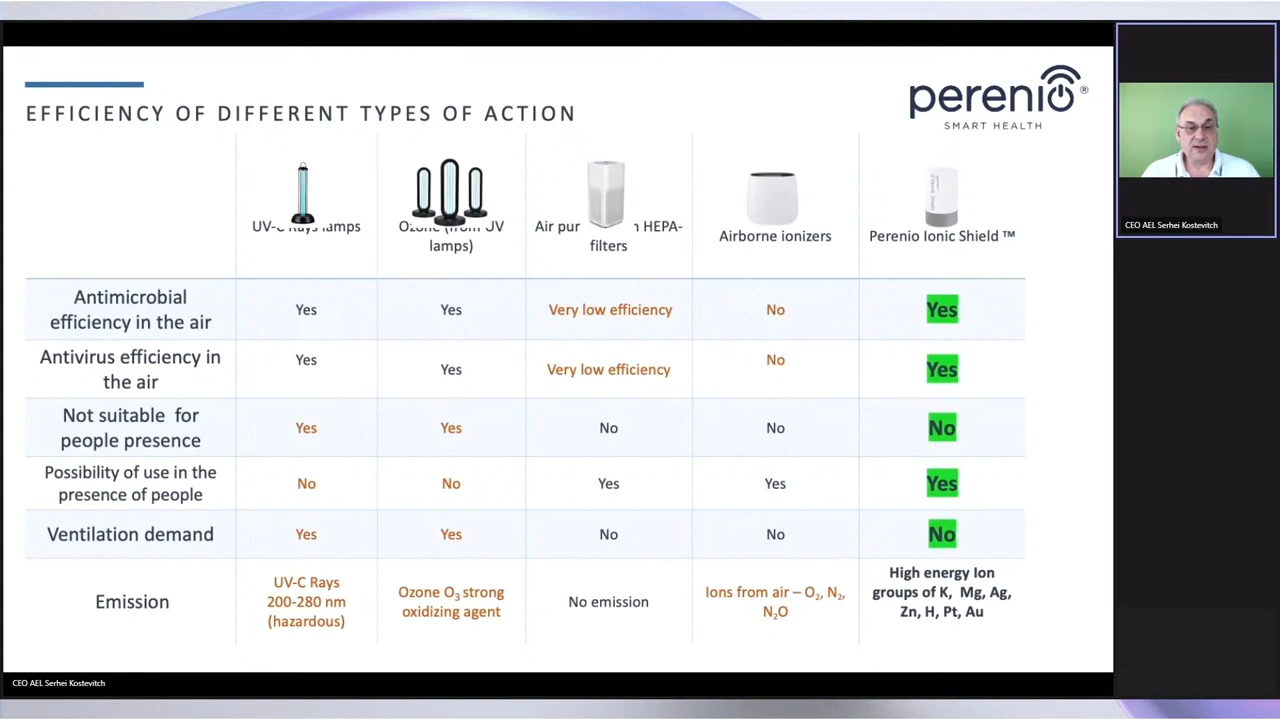 EFFICIENCY OF DIFFERENT TYPES OF ACTION
perenio®
SMART HEALTH
UV-C Rays lamps
Ozone (from UV
lamps)
Air pur HEPA-
filters
Airborne ionizers
Perenio Ionic Shield ™
Antimicrobial
efficiency in the air
Yes
Yes
Very low efficiency
No
Yes
Antivirus efficiency in
the air
Yes
Yes
Very low efficiency
No
Yes
Not suitable for
people presence
Yes
Yes
No
No
No
Possibility of use in the
presence of people
No
No
Yes
Yes
Yes
Ventilation demand
Yes
Yes
No
No
No
Emission
UV-C Rays
200-280 nm
(hazardous)
Ozone O₃ strong
oxidizing agent
No emission
Ions from air – O₂, N₂,
N₂O
High energy Ion
groups of K, Mg, Ag,
Zn, H, Pt, Au
CEO AEL Serhei Kostevitch
CEO AEL Serhei Kostevitch